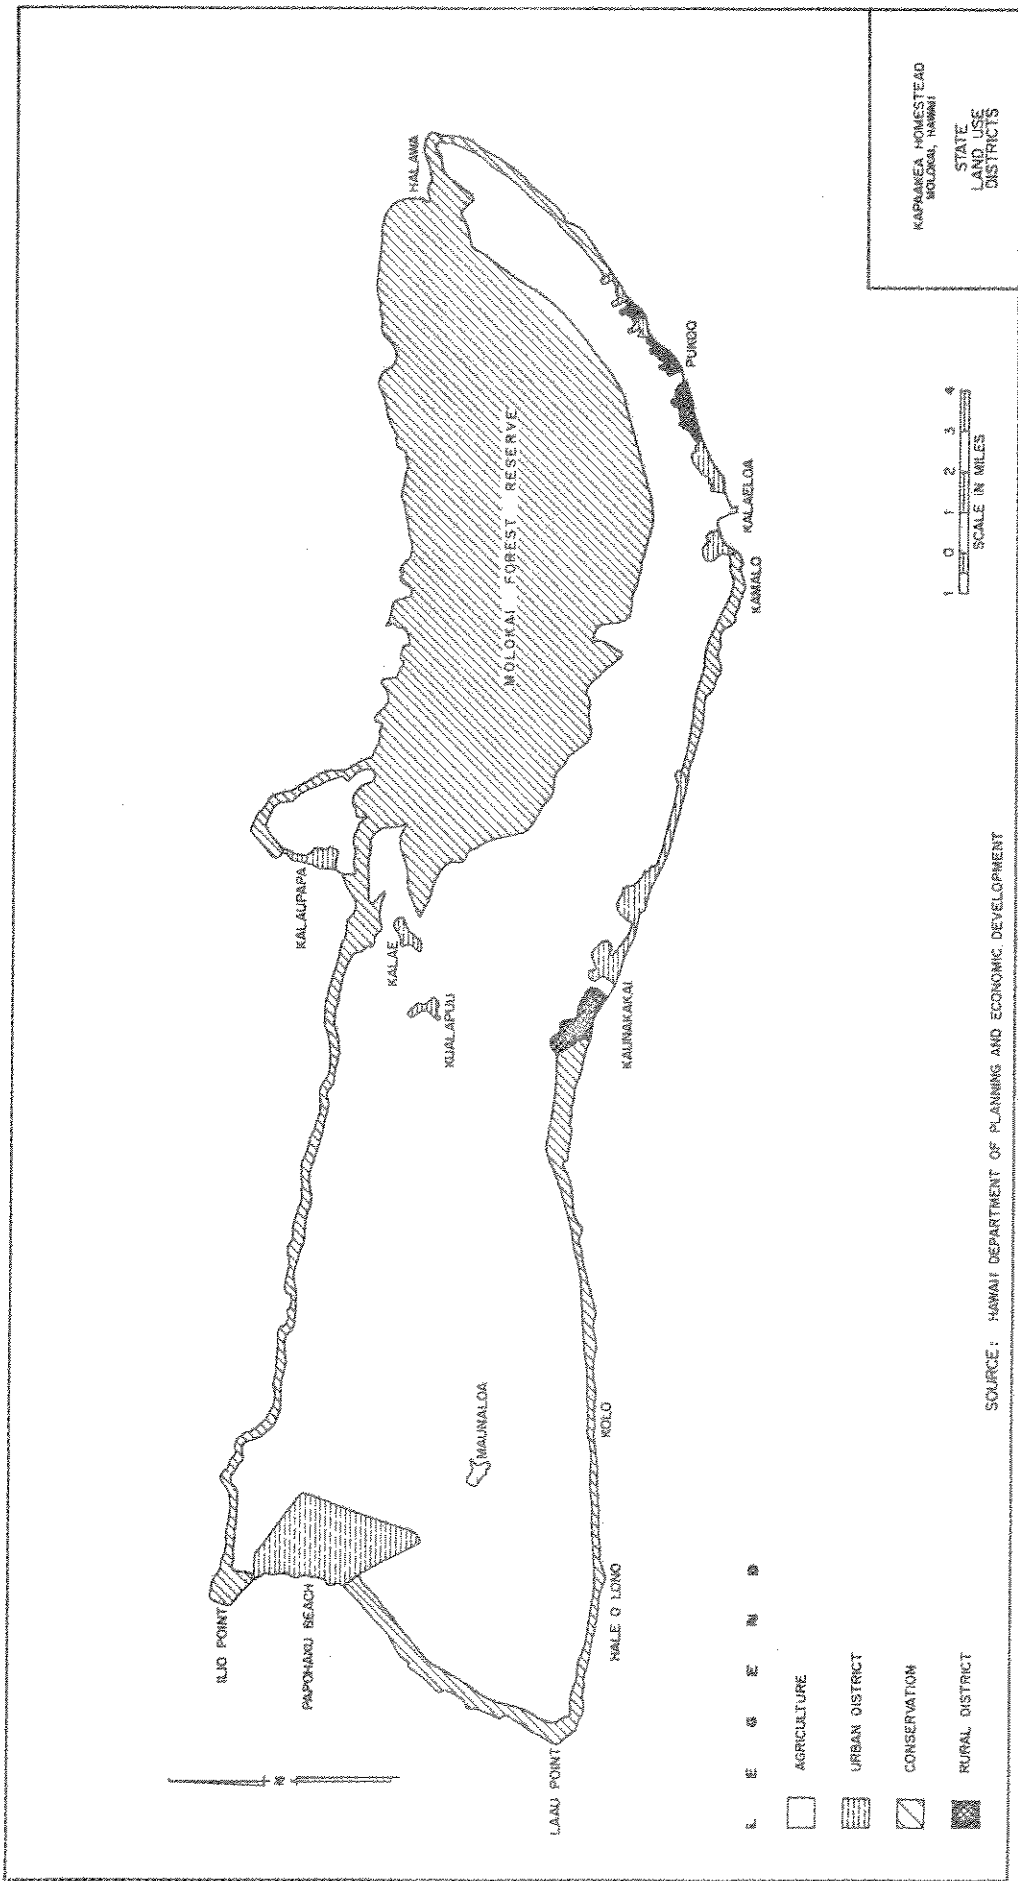 KAPAAKEA HOMESTEAD
MOLOKAI, HAWAII
STATE
LAND USE
DISTRICTS
HALAWA
MOLOKAI FOREST RESERVE
PUKOO
KALAELOA
KAMALO
KALAUPAPA
KALAE
KUALAPUU
KAUNAKAKAI
MAUNALOA
KOLO
HALE O LONO
ILIO POINT
PAPOHAKU BEACH
LAAU POINT
N
1 0 1 2 3 4
SCALE IN MILES
LEGEND
AGRICULTURE
URBAN DISTRICT
CONSERVATION
RURAL DISTRICT
SOURCE: HAWAII DEPARTMENT OF PLANNING AND ECONOMIC DEVELOPMENT